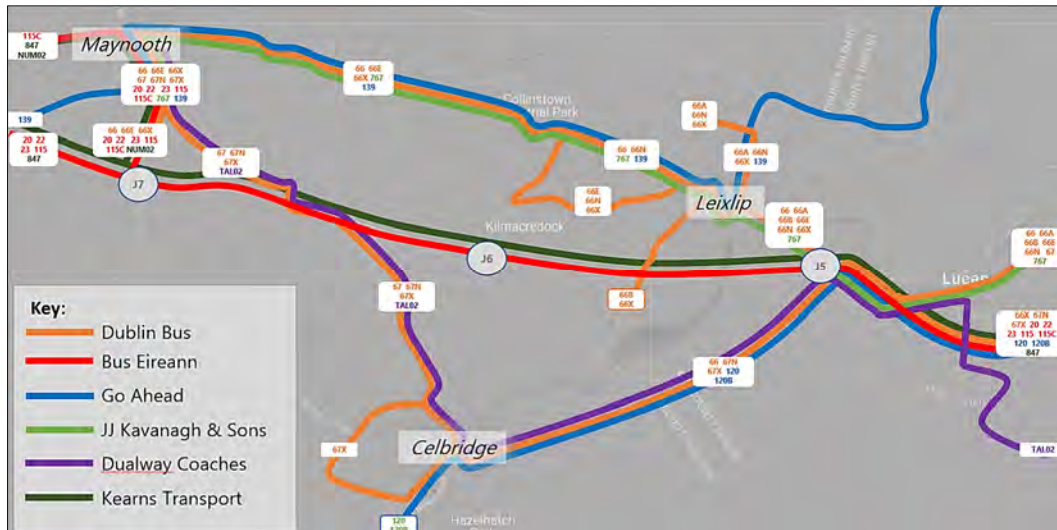 115C
847
NUM02
Maynooth
66 66E 66X
67 67N 67X
20 22 23 115
115C 767 139
66 66E
66X 767
139
Collinstown
66A
66N
66X
139
20 22
23 115
847
66 66E 66X
20 22 23 115
115C NUM02
67 67N
67X
TAL02
66 66N
767 139
66A 66N
66X 139
J7
66E
66N
66X
Leixlip
Kilmacredock
66 66A
66B 66E
66N 66X
767
66 66A
66B 66E
66N 67
767
J6
J5
Lucan
66B
66X
67 67N
67X
TAL02
66X 67N
67X 20 22
23 115 115C
120 120B
847
Key:
Dublin Bus
Bus Eireann
Go Ahead
JJ Kavanagh & Sons
Dualway Coaches
Kearns Transport
66 67N
67X 120
120B
67X
Celbridge
TAL02
120
120B
Hazelhatch